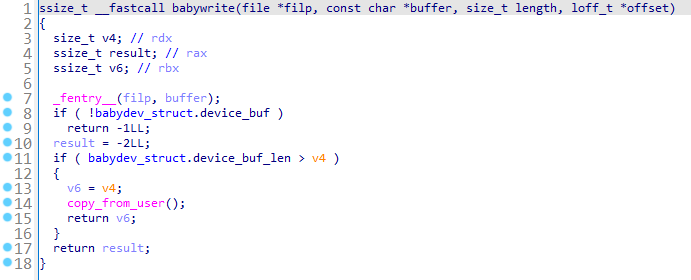 1 ssize_t __fastcall babywrite(file *filp, const char *buffer, size_t length, loff_t *offset)
2 {
3   size_t v4; // rdx
4   ssize_t result; // rax
5   ssize_t v6; // rbx
6
7   _fentry__(filp, buffer);
8   if ( !babydev_struct.device_buf )
9     return -1LL;
10   result = -2LL;
11   if ( babydev_struct.device_buf_len > v4 )
12   {
13     v6 = v4;
14     copy_from_user();
15     return v6;
16   }
17   return result;
18 }